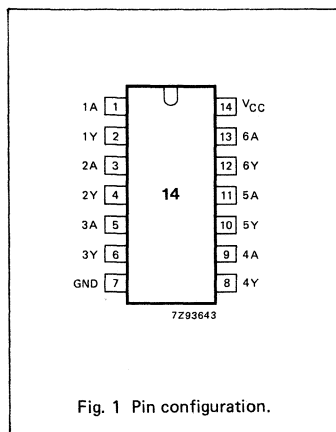 1A 1 14 VCC
1Y 2 13 6A
2A 3 12 6Y
2Y 4 14 11 5A
3A 5 10 5Y
3Y 6 9 4A
GND 7 8 4Y
7Z93643
Fig. 1 Pin configuration.